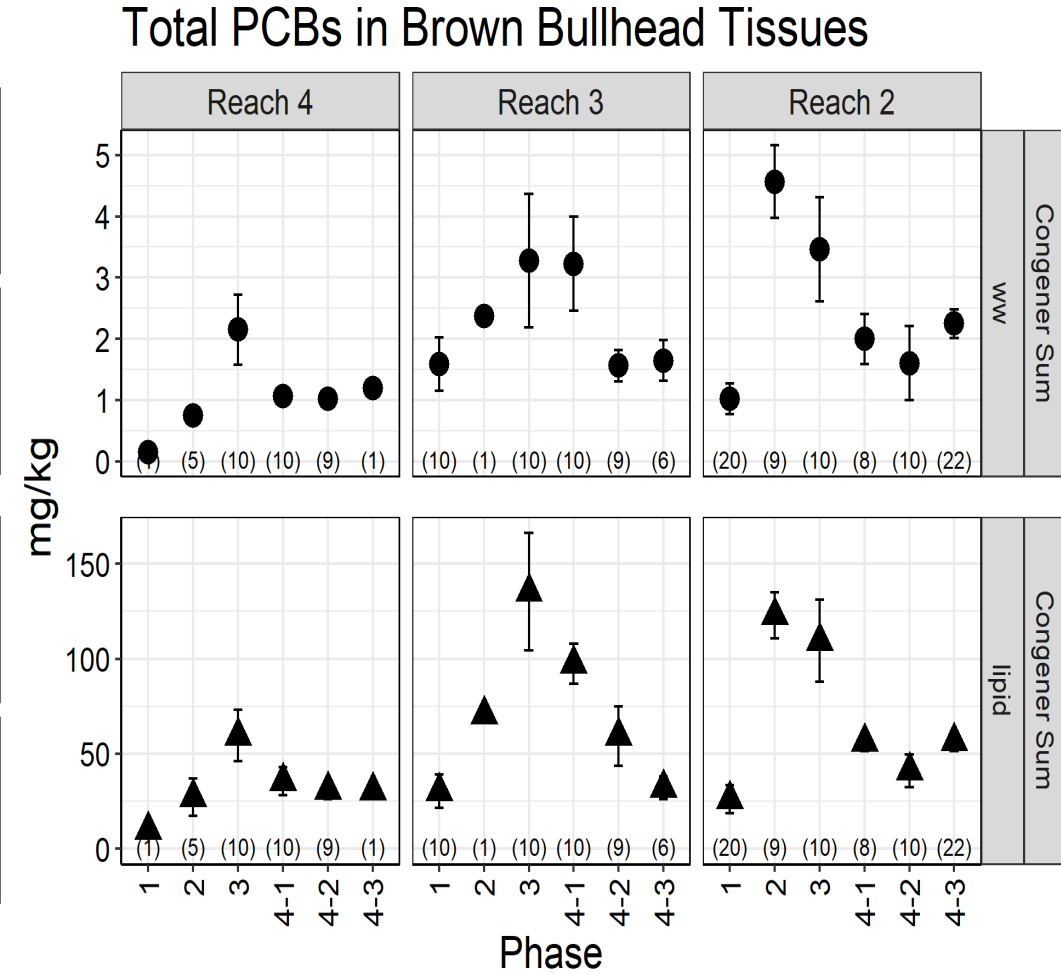 Total PCBs in Brown Bullhead Tissues
Reach 4 Reach 3 Reach 2
5
4
3
2
1
0
(1) (5) (10) (10) (9) (1) (10) (1) (10) (10) (9) (6) (20) (9) (10) (8) (10) (22)
ww
Congener Sum
mg/kg
150
100
50
0
(1) (5) (10) (10) (9) (1) (10) (1) (10) (10) (9) (6) (20) (9) (10) (8) (10) (22)
lipid
Congener Sum
1 2 3 4-1 4-2 4-3 1 2 3 4-1 4-2 4-3 1 2 3 4-1 4-2 4-3
Phase